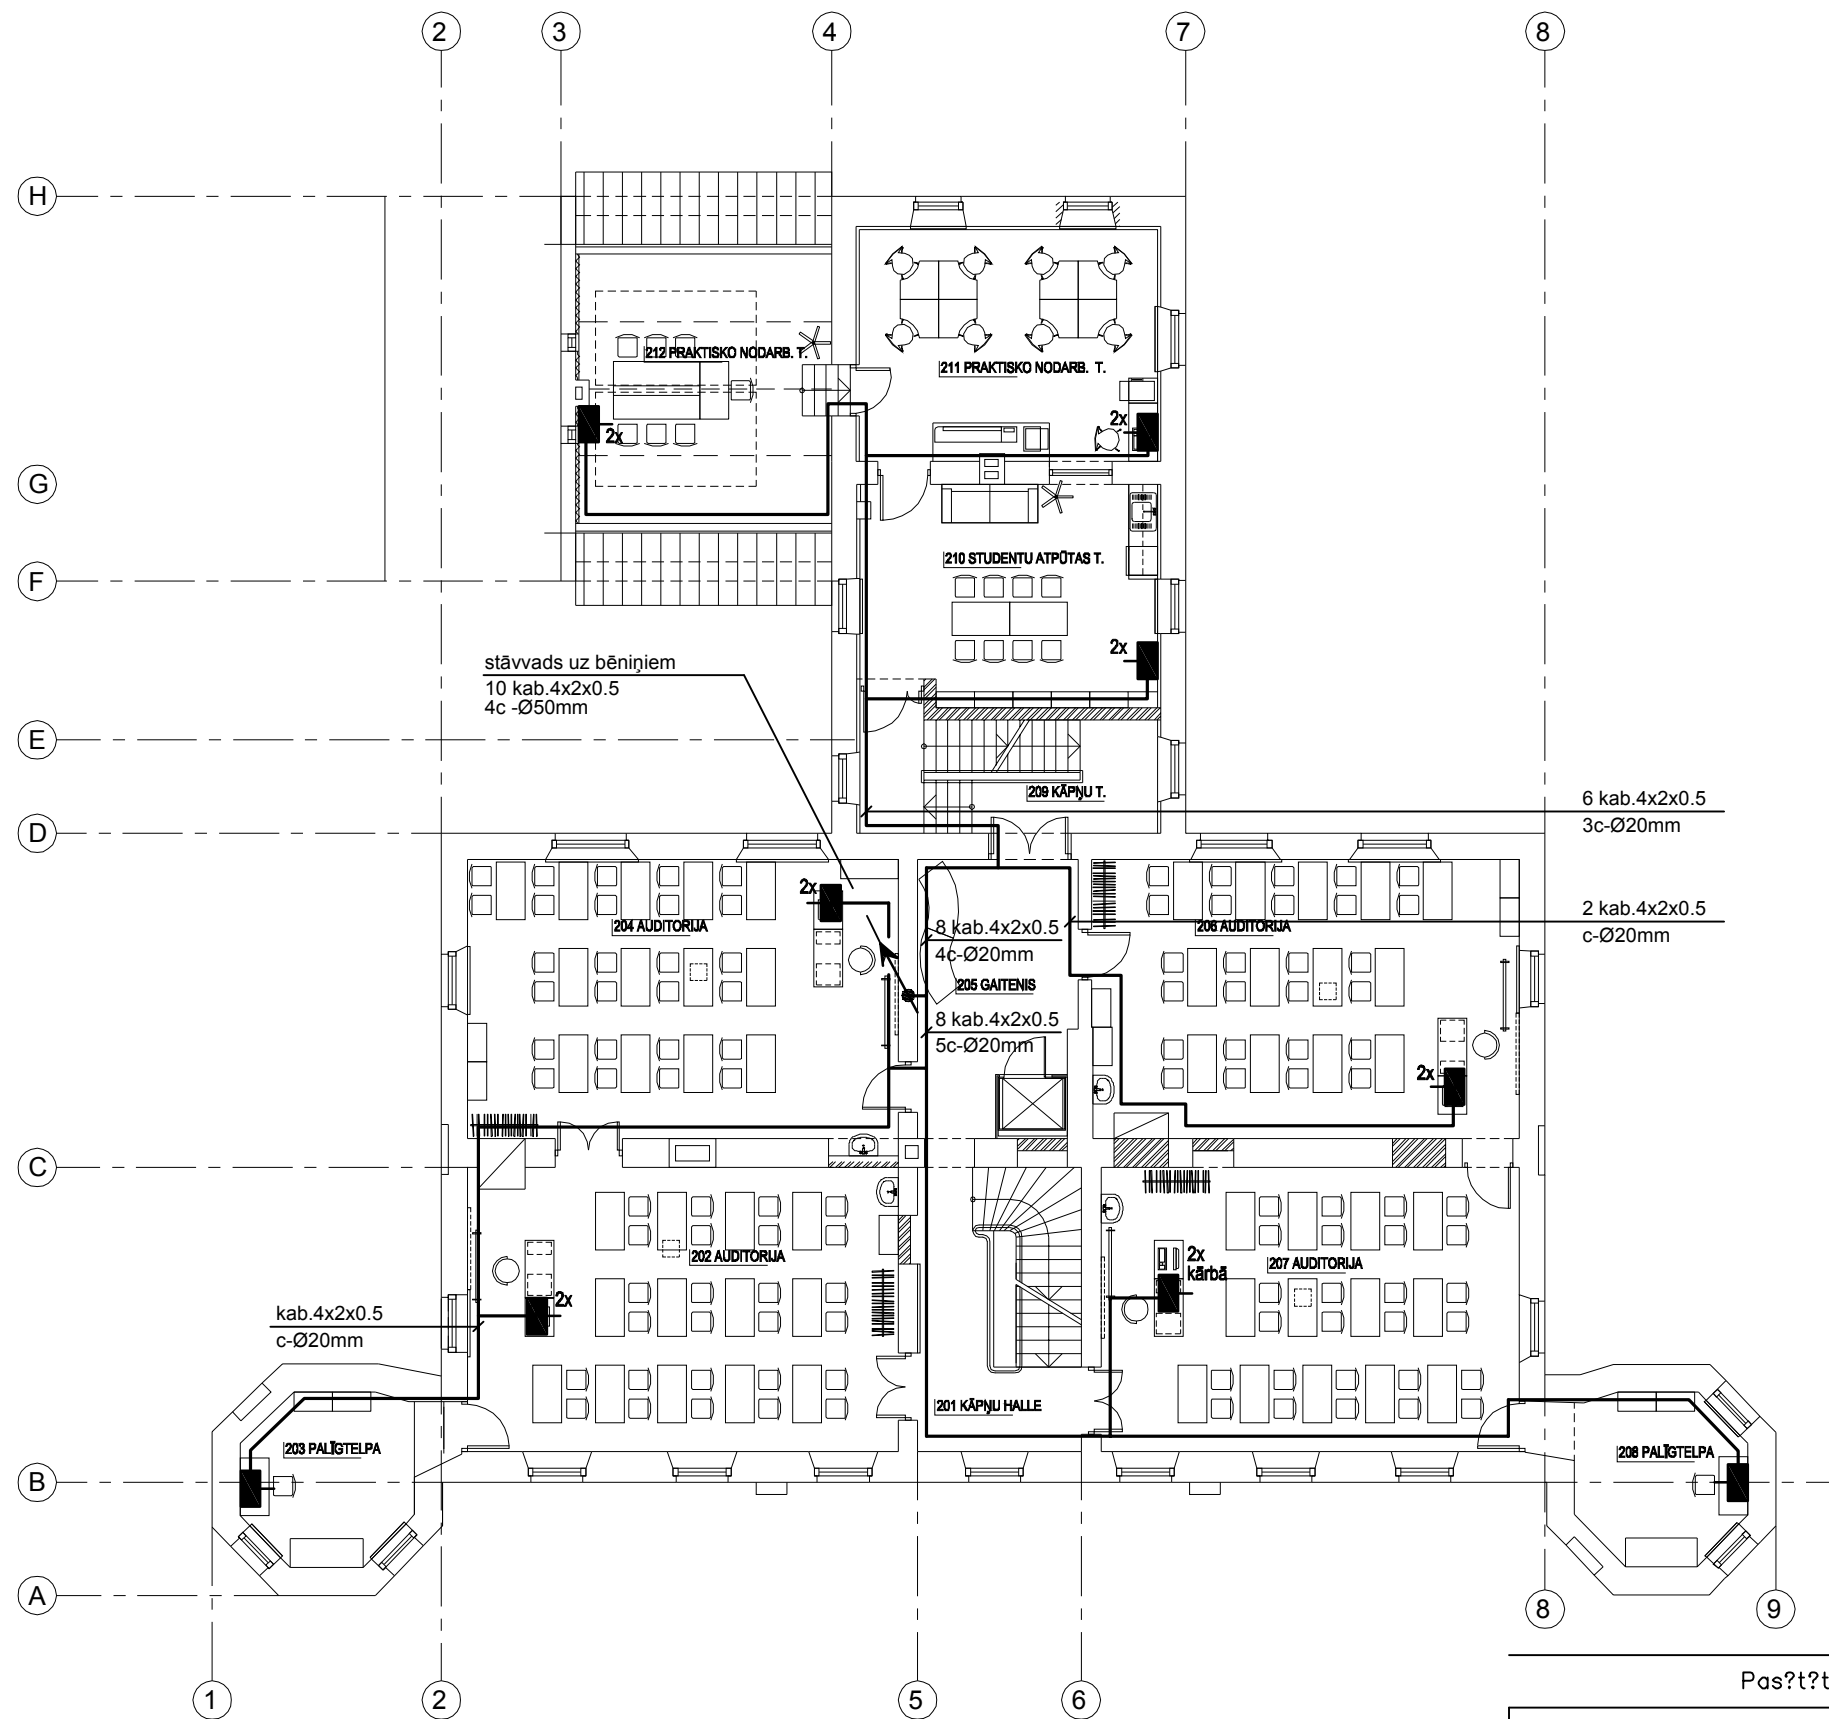 2
3
4
7
8
H
212 PRAKTISKO NODARB. T.
211 PRAKTISKO NODARB. T.
2x
2x
G
210 STUDENTU ATPŪTAS T.
F
2x
stāvvads uz bēniņiem
10 kab.4x2x0.5
4c -Ø50mm
E
209 KĀPŅU T.
6 kab.4x2x0.5
3c-Ø20mm
D
2x
204 AUDITORIJA
8 kab.4x2x0.5
4c-Ø20mm
206 AUDITORIJA
2 kab.4x2x0.5
c-Ø20mm
205 GAITENIS
8 kab.4x2x0.5
5c-Ø20mm
2x
C
202 AUDITORIJA
2x
kārbā
207 AUDITORIJA
kab.4x2x0.5
c-Ø20mm
2x
201 KĀPŅU HALLE
203 PALĪGTELPA
208 PALĪGTELPA
B
A
8
9
1
2
5
6
Pas?t?t